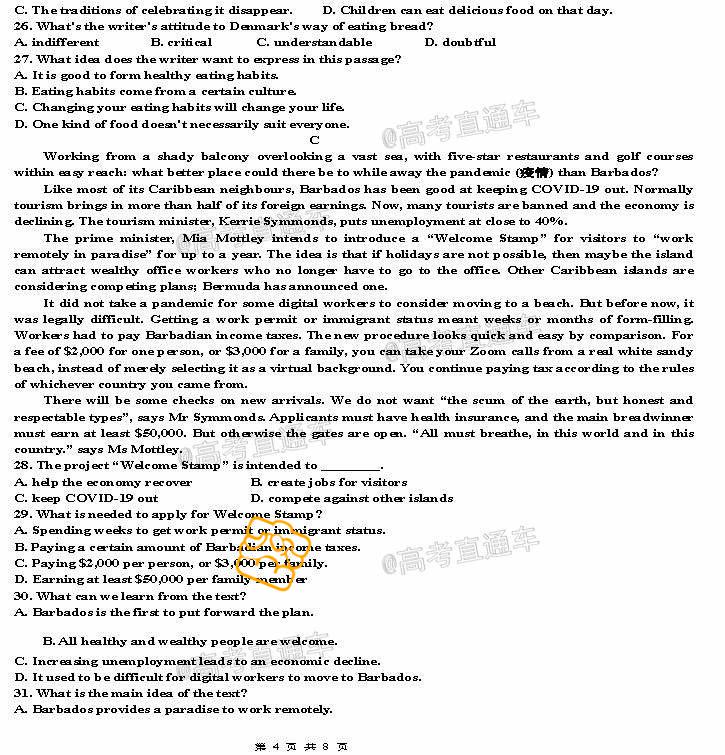 C. The traditions of celebrating it disappear. D. Children can eat delicious food on that day.
26. What's the writer's attitude to Denmark's way of eating bread?
A. indifferent B. critical C. understandable D. doubtful
27. What idea does the writer want to express in this passage?
A. It is good to form healthy eating habits.
B. Eating habits come from a certain culture.
C. Changing your eating habits will change your life.
D. One kind of food doesn't necessarily suit everyone.
@高考直通车
C
Working from a shady balcony overlooking a vast sea, with five-star restaurants and golf courses
within easy reach: what better place could there be to while away the pandemic (疫情) than Barbados?
Like most of its Caribbean neighbours, Barbados has been good at keeping COVID-19 out. Normally
tourism brings in more than half of its foreign earnings. Now, many tourists are banned and the economy is
declining. The tourism minister, Kerrie Symmonds, puts unemployment at close to 40%.
@高考直通车
The prime minister, Mia Mottley intends to introduce a “Welcome Stamp” for visitors to “work
remotely in paradise” for up to a year. The idea is that if holidays are not possible, then maybe the island
can attract wealthy office workers who no longer have to go to the office. Other Caribbean islands are
considering competing plans; Bermuda has announced one.
It did not take a pandemic for some digital workers to consider moving to a beach. But before now, it
was legally difficult. Getting a work permit or immigrant status meant weeks or months of form-filling.
Workers had to pay Barbadian income taxes. The new procedure looks quick and easy by comparison. For
a fee of $2,000 for one person, or $3,000 for a family, you can take your Zoom calls from a real white sandy
@高考直通车
beach, instead of merely selecting it as a virtual background. You continue paying tax according to the rules
of whichever country you came from.
There will be some checks on new arrivals. We do not want “the scum of the earth, but honest and
respectable types”, says Mr Symmonds. Applicants must have health insurance, and the main breadwinner
must earn at least $50,000. But otherwise the gates are open. “All must breathe, in this world and in this
country.” says Ms Mottley.
@高考直通车
28. The project “Welcome Stamp” is intended to ________.
A. help the economy recover B. create jobs for visitors
C. keep COVID-19 out D. compete against other islands
29. What is needed to apply for Welcome Stamp?
A. Spending weeks to get work permit or immigrant status.
B. Paying a certain amount of Barbadian income taxes.
C. Paying $2,000 per person, or $3,000 per family.
@高考直通车
D. Earning at least $50,000 per family member
30. What can we learn from the text?
A. Barbados is the first to put forward the plan.
B. All healthy and wealthy people are welcome.
@高考直通车
C. Increasing unemployment leads to an economic decline.
D. It used to be difficult for digital workers to move to Barbados.
31. What is the main idea of the text?
A. Barbados provides a paradise to work remotely.
第 4 页 共 8 页